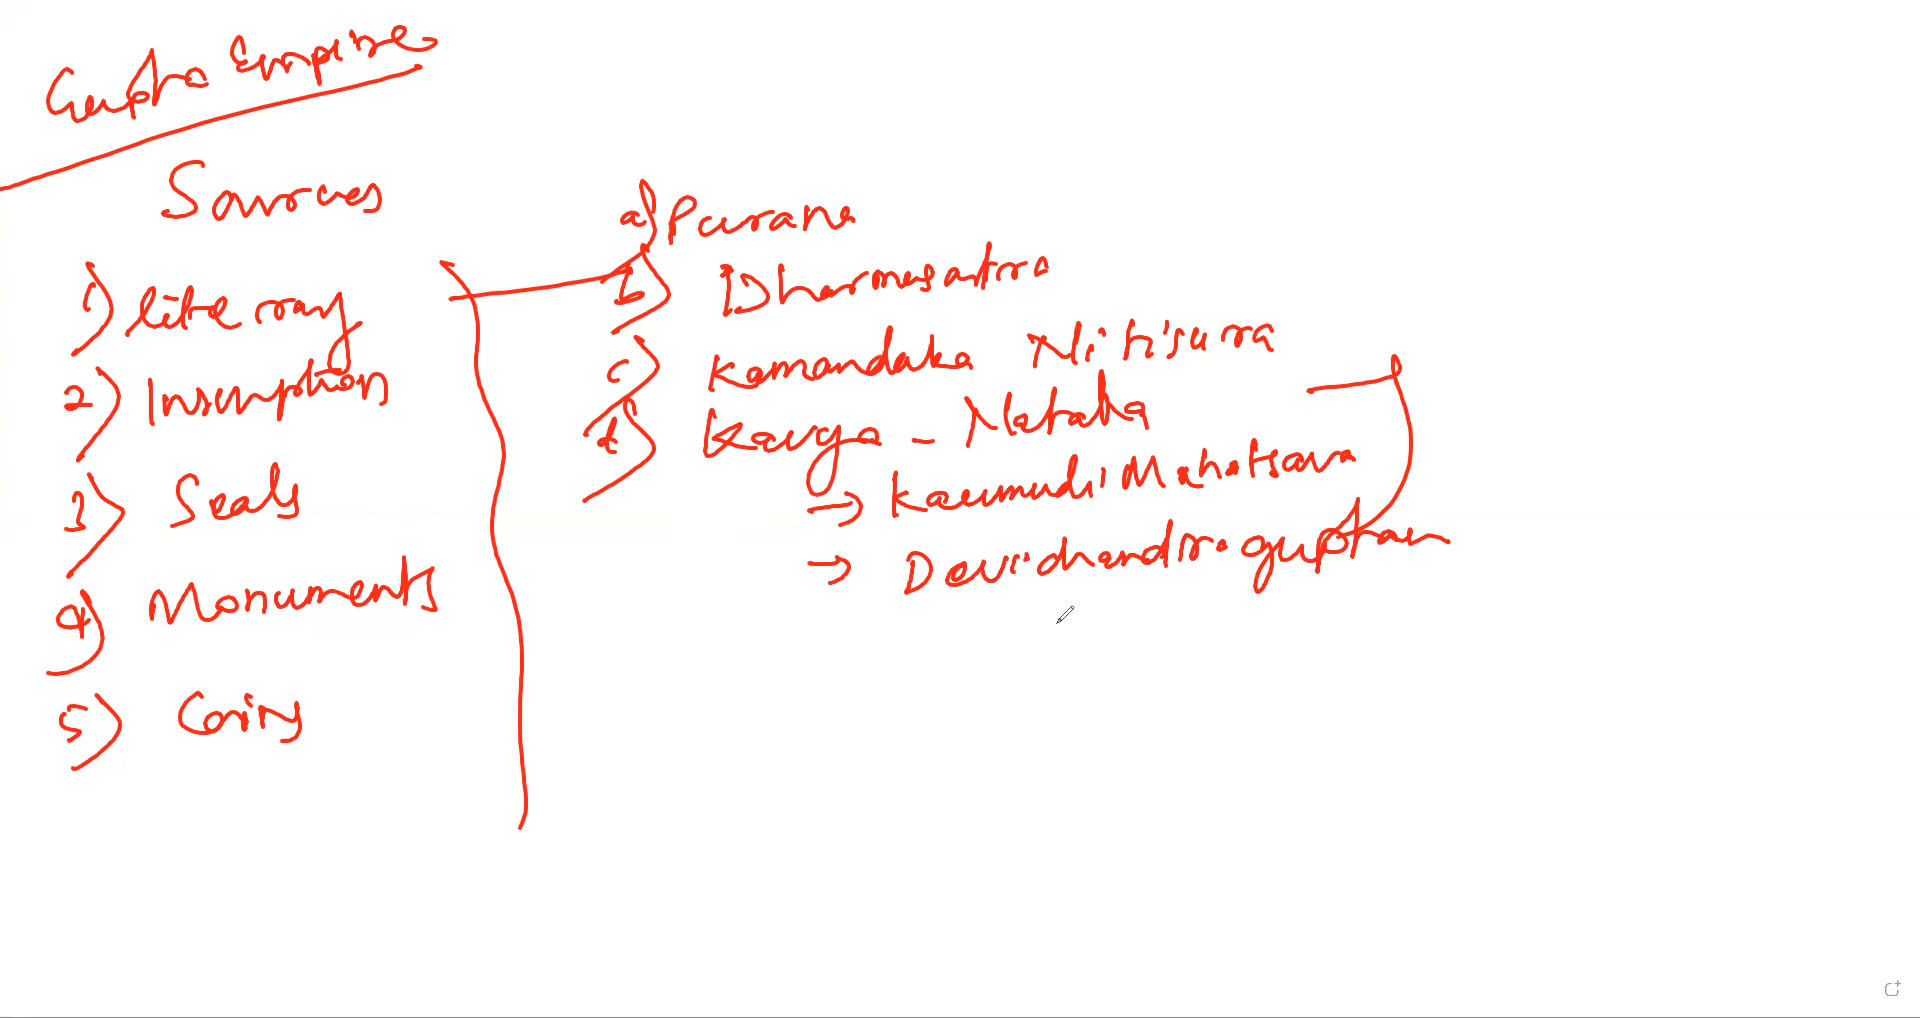 Gupta Empire
Sources
1) literary
2) Inscription
3) Seals
4) Monuments
5) Coins
a) Purana
b) Dharmasastra
c) Kamandaka Nitisara
d) Kavya - Nataka
→ Kaumudi Mahotsava
→ Devichandraguptam